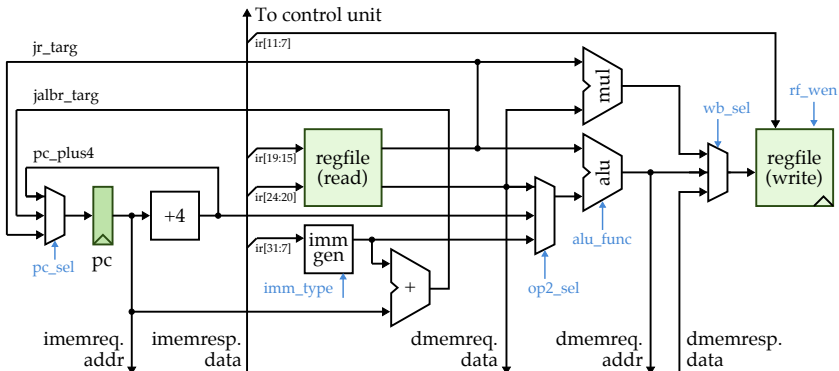 To control unit
ir[11:7]
jr_targ
mul
rf_wen
jalbr_targ
wb_sel
pc_plus4
ir[19:15]
regfile
(read)
alu
regfile
(write)
ir[24:20]
+4
pc
ir[31:7]
imm
gen
alu_func
pc_sel
imm_type
+
op2_sel
imemreq.
addr
imemresp.
data
dmemreq.
data
dmemreq.
addr
dmemresp.
data